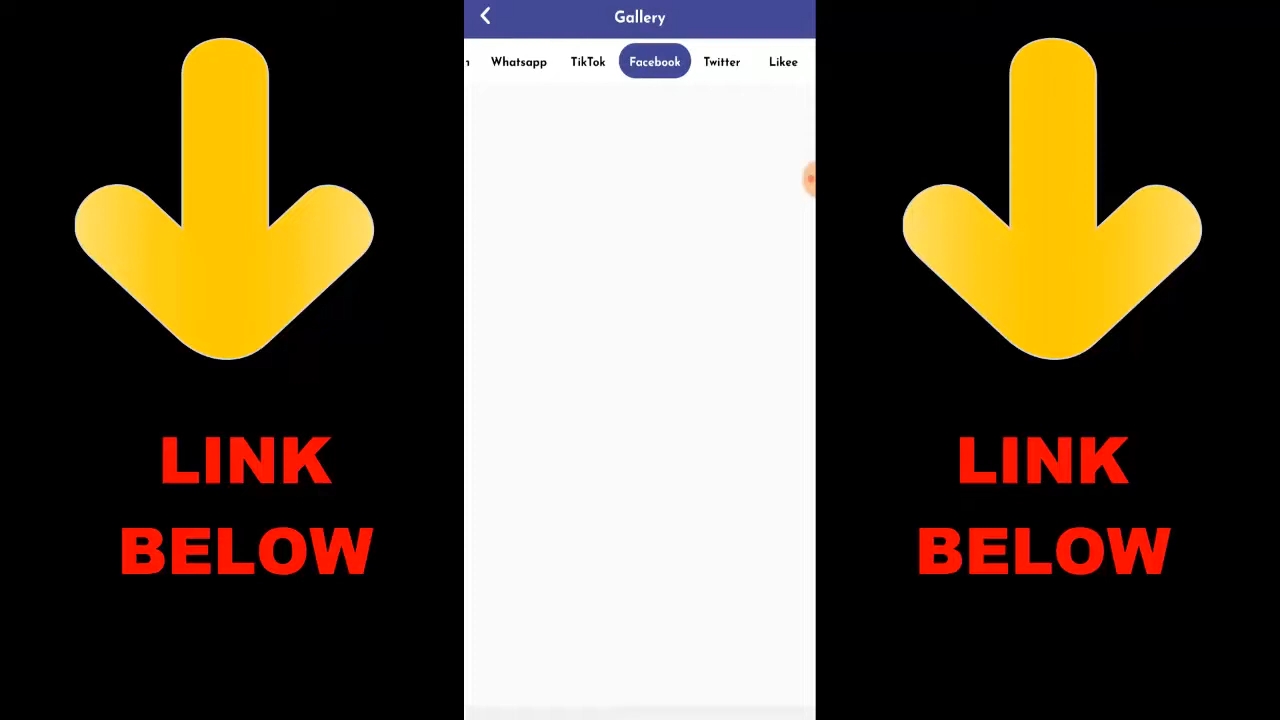 Gallery
n Whatsapp TikTok Facebook Twitter Likee
LINK
BELOW
LINK
BELOW